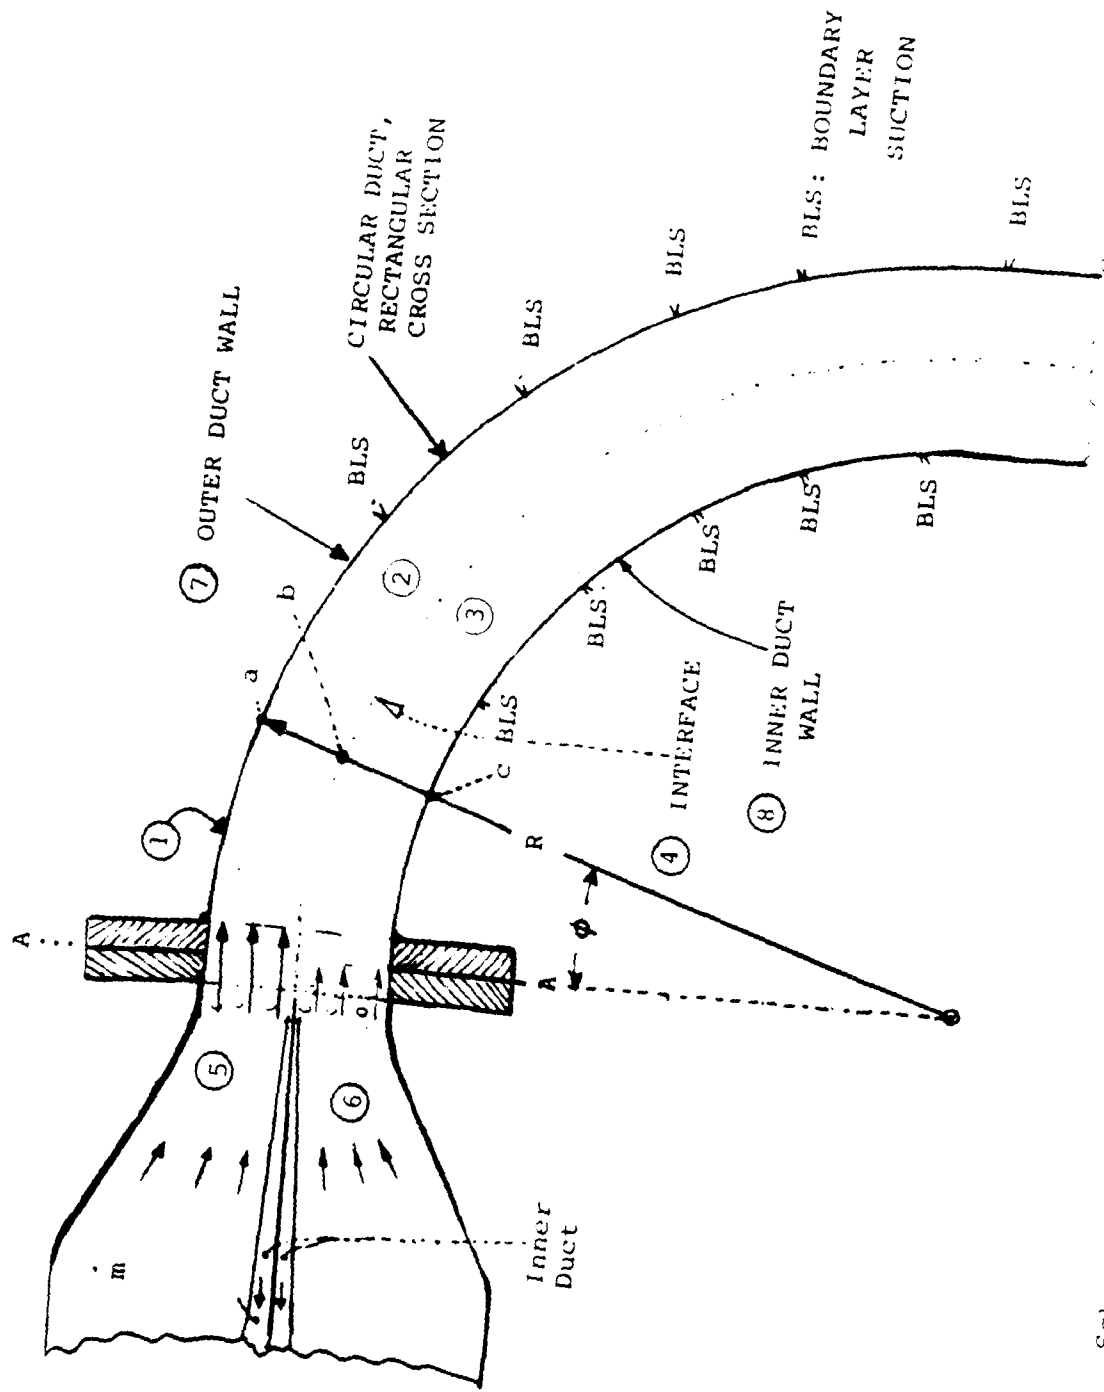 A
1
a
b
7 OUTER DUCT WALL
BLS
CIRCULAR DUCT,
RECTANGULAR
CROSS SECTION
BLS
BLS
BLS: BOUNDARY
LAYER
SUCTION
BLS
m
5
6
2
3
Inner
Duct
A
R
ϕ
c
BLS
BLS
BLS
BLS
BLS
4 INTERFACE
8 INNER DUCT
WALL